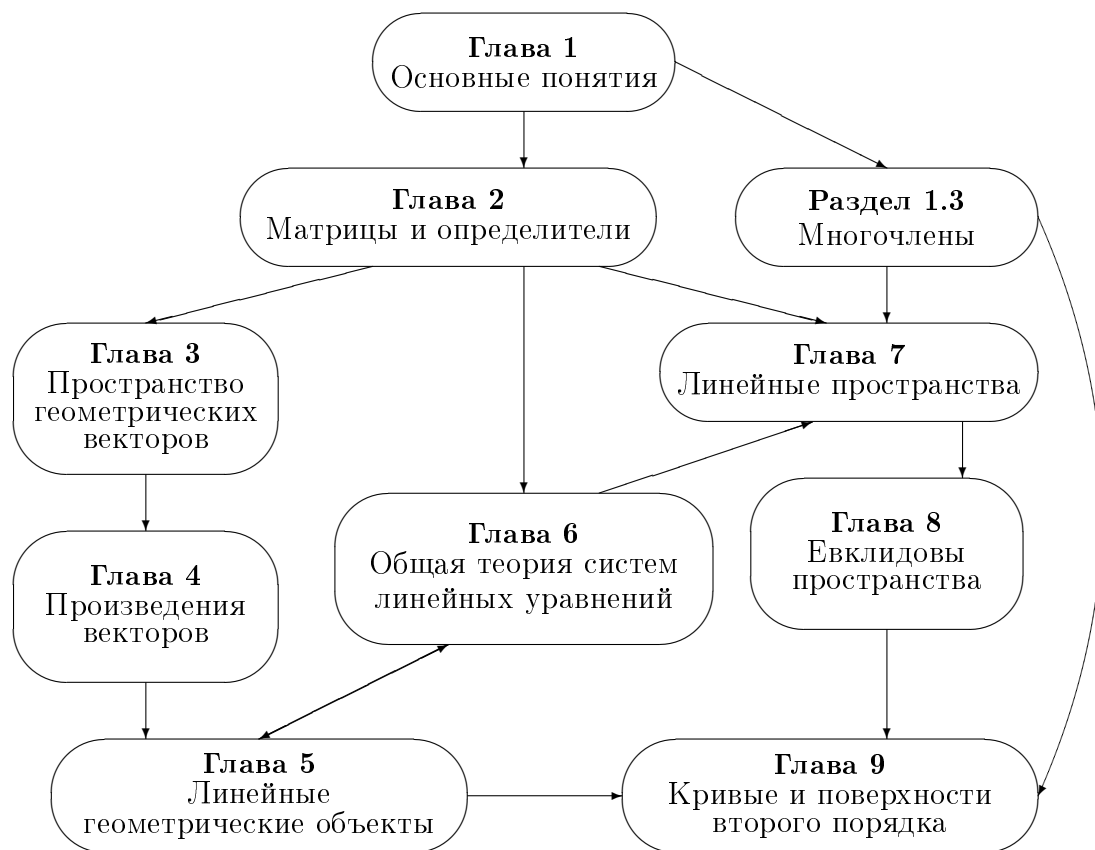 Глава 1
Основные понятия
Глава 2
Матрицы и определители
Раздел 1.3
Многочлены
Глава 3
Пространство
геометрических
векторов
Глава 7
Линейные пространства
Глава 4
Произведения
векторов
Глава 6
Общая теория систем
линейных уравнений
Глава 8
Евклидовы
пространства
Глава 5
Линейные
геометрические объекты
Глава 9
Кривые и поверхности
второго порядка